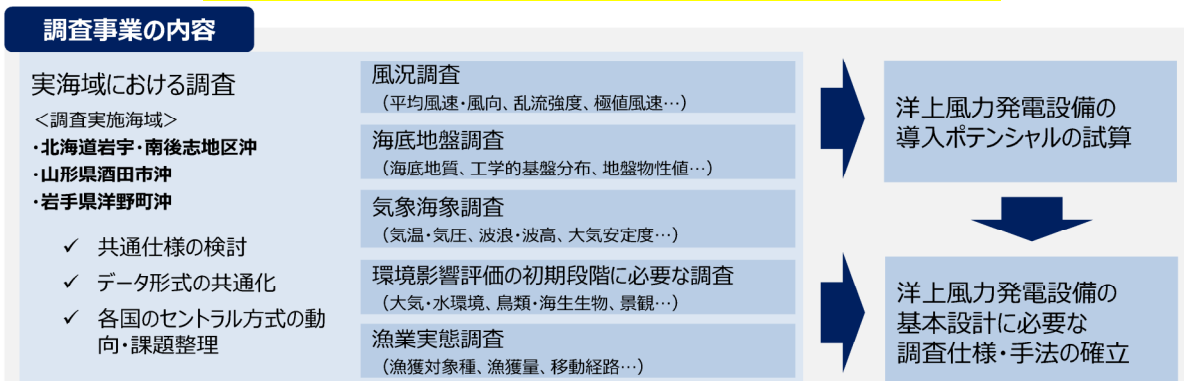 調査事業の内容
実海域における調査
＜調査実施海域＞
・北海道岩宇・南後志地区沖
・山形県酒田市沖
・岩手県洋野町沖
✓ 共通仕様の検討
✓ データ形式の共通化
✓ 各国のセントラル方式の動
向・課題整理
風況調査
（平均風速・風向、乱流強度、極値風速…）
海底地盤調査
（海底地質、工学的基盤分布、地盤物性値…）
気象海象調査
（気温・気圧、波浪・波高、大気安定度…）
環境影響評価の初期段階に必要な調査
（大気・水環境、鳥類・海生生物、景観…）
漁業実態調査
（漁獲対象種、漁獲量、移動経路…）
洋上風力発電設備の
導入ポテンシャルの試算
洋上風力発電設備の
基本設計に必要な
調査仕様・手法の確立